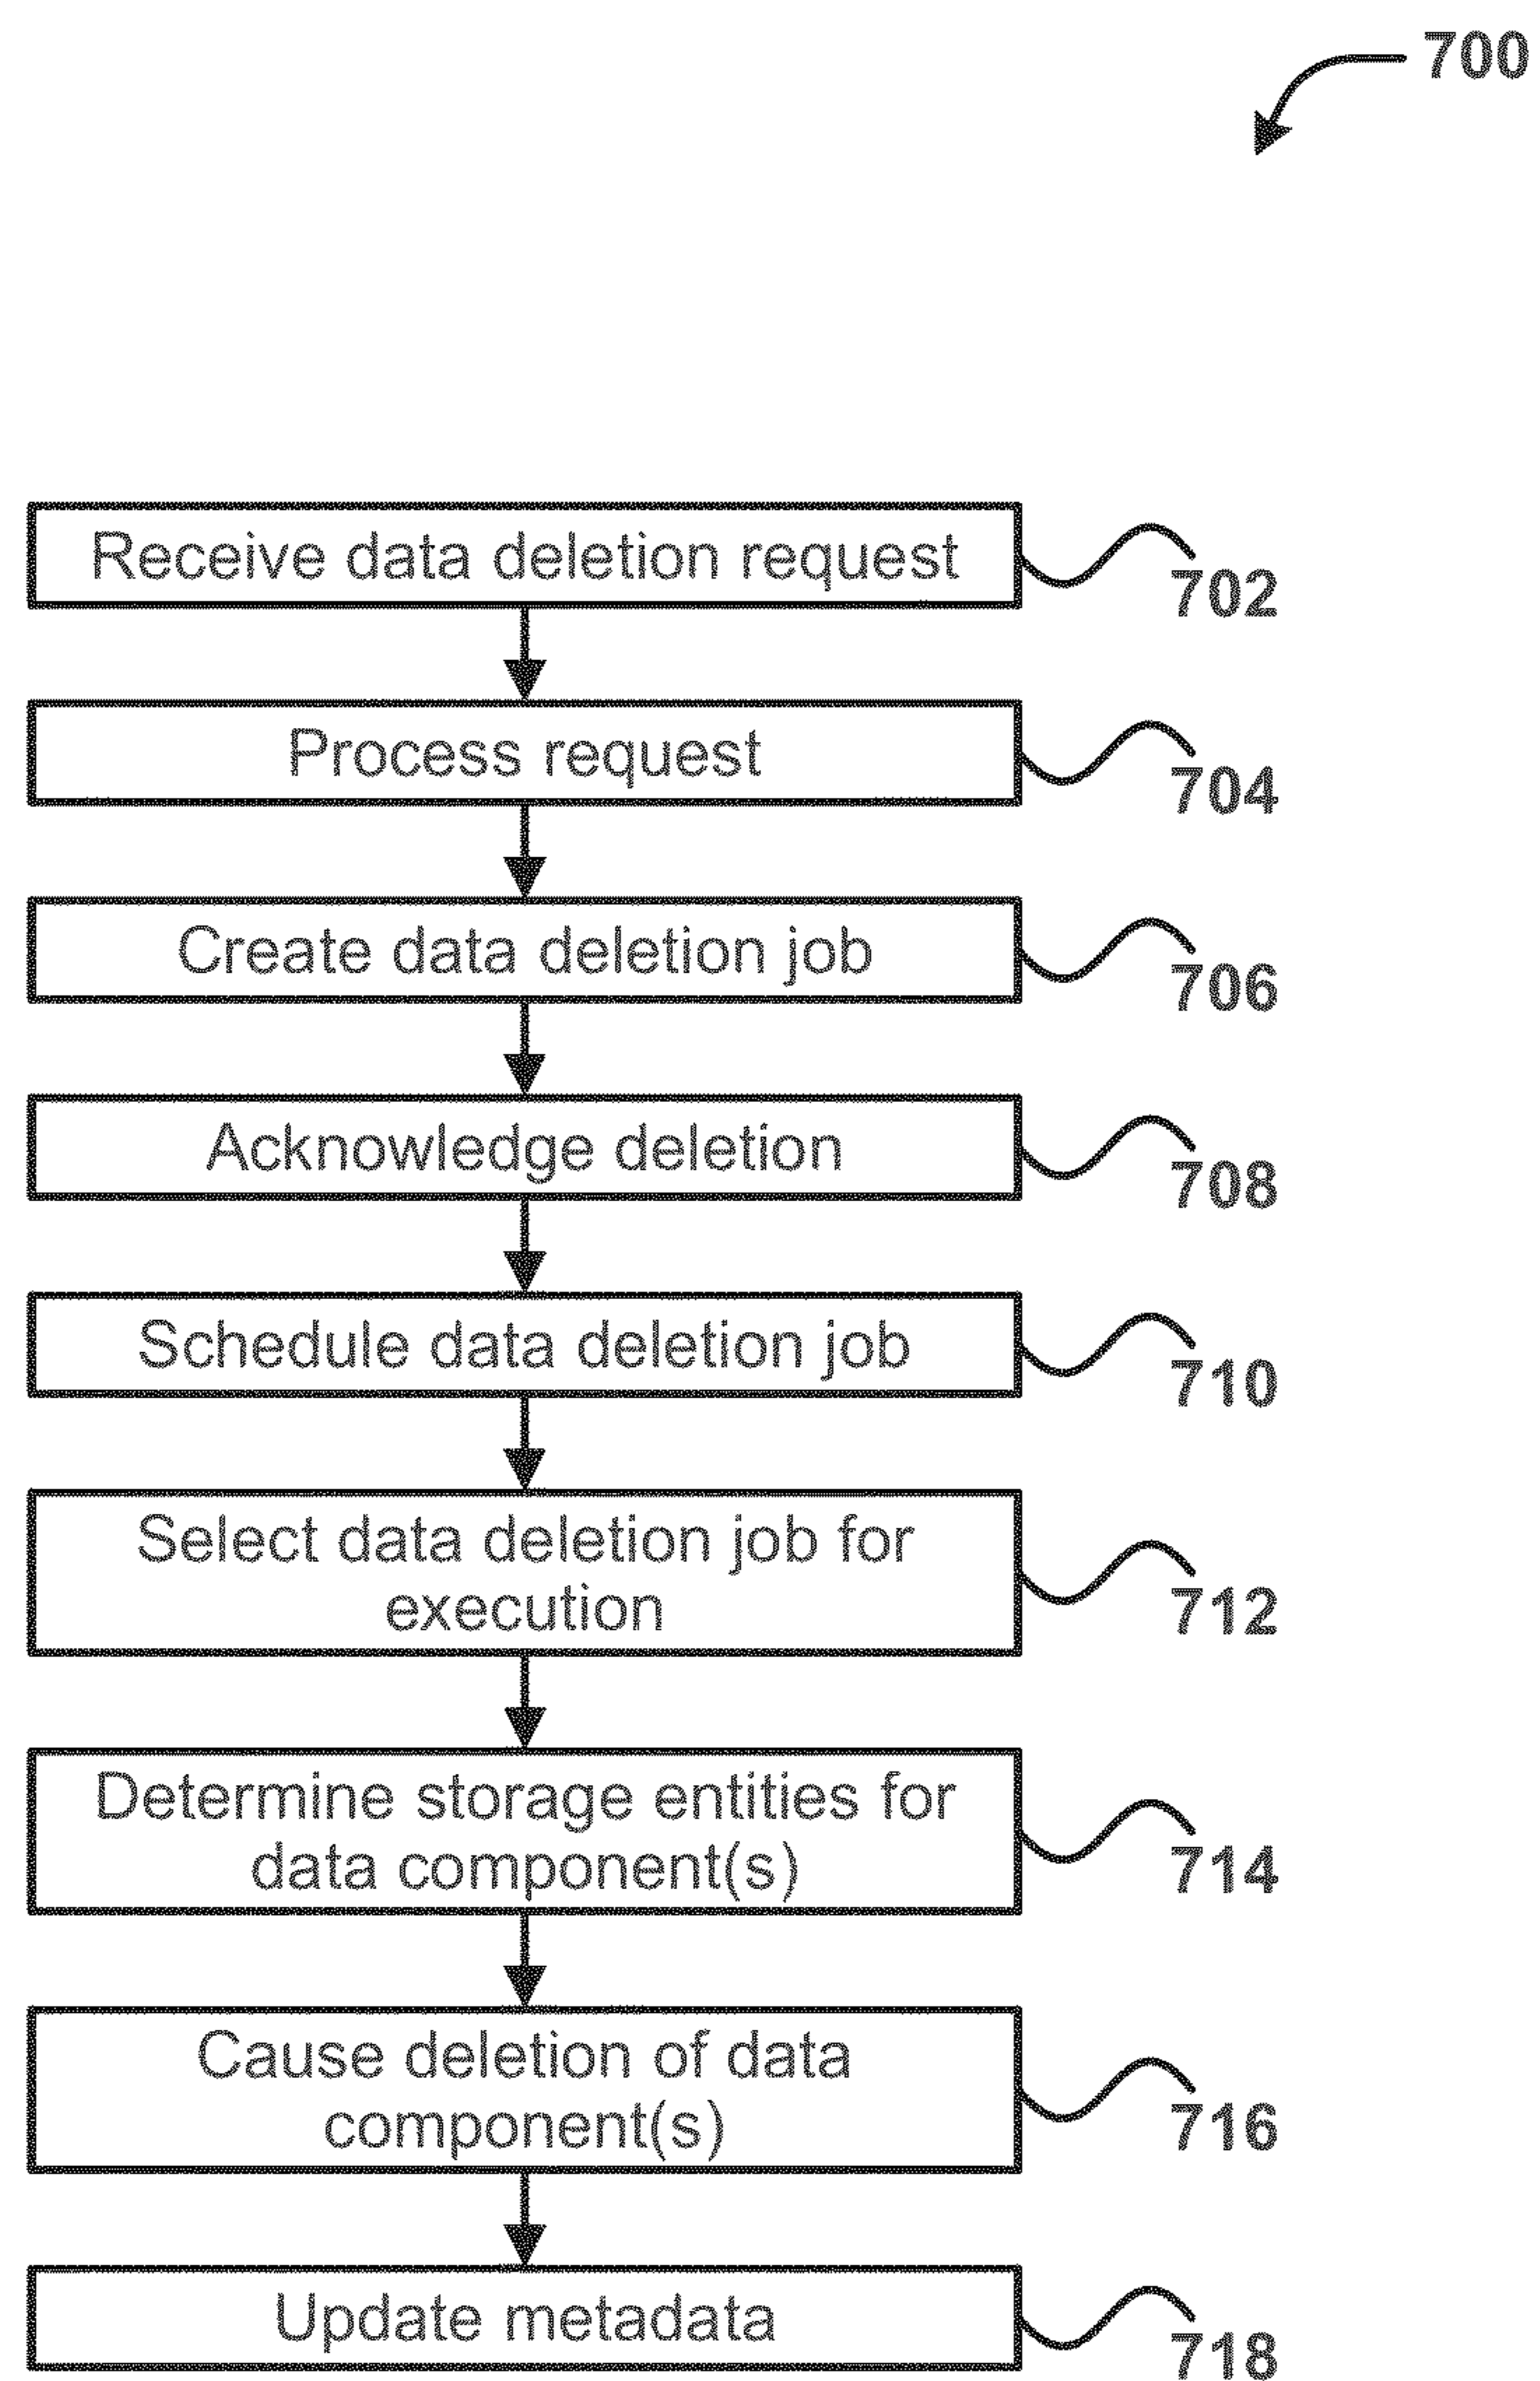 700
Receive data deletion request
702
Process request
704
Create data deletion job
706
Acknowledge deletion
708
Schedule data deletion job
710
Select data deletion job for
execution
712
Determine storage entities for
data component(s)
714
Cause deletion of data
component(s)
716
Update metadata
718